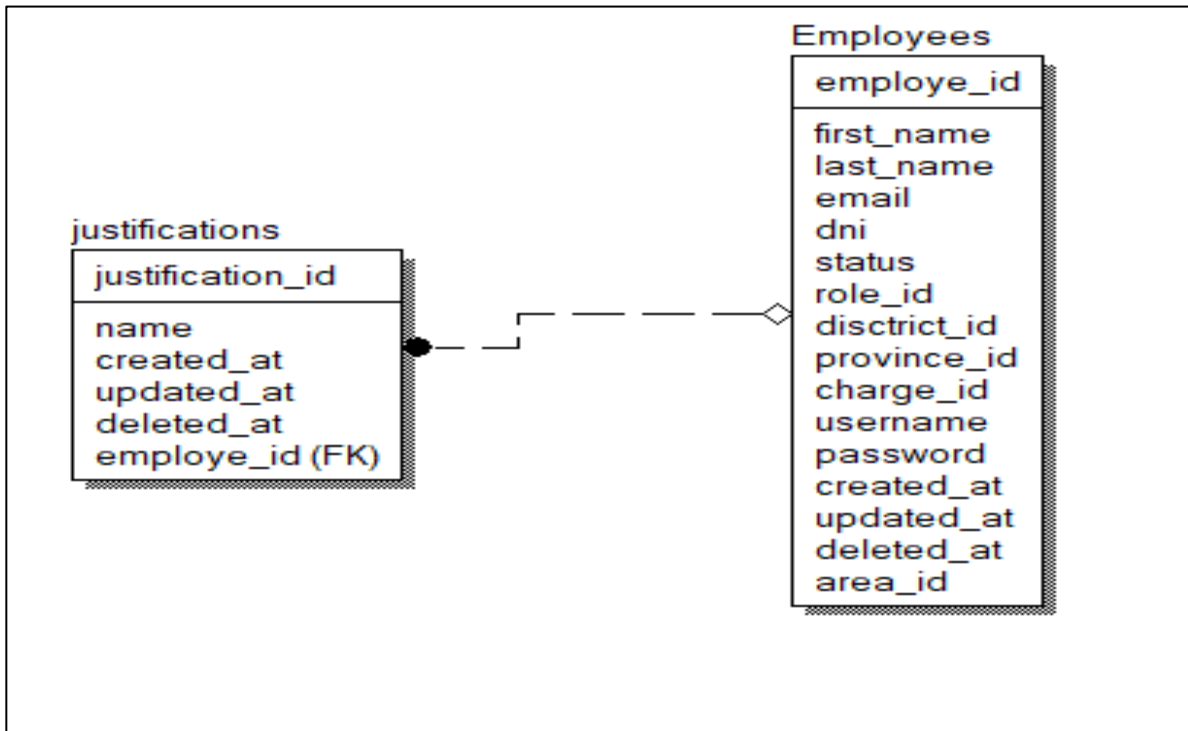 justifications
justification_id
name
created_at
updated_at
deleted_at
employe_id (FK)
Employees
employe_id
first_name
last_name
email
dni
status
role_id
disctrict_id
province_id
charge_id
username
password
created_at
updated_at
deleted_at
area_id